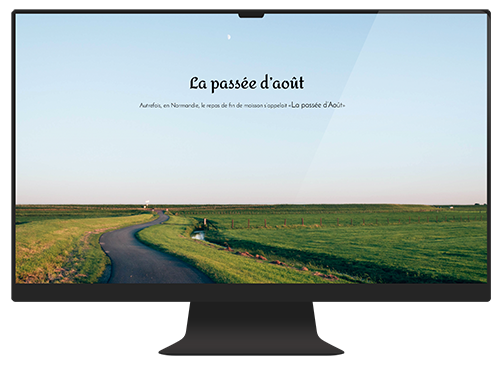 La passée d'août
Autrefois, en Normandie, le repas de fin de moisson s'appelait «La passée d'Août»